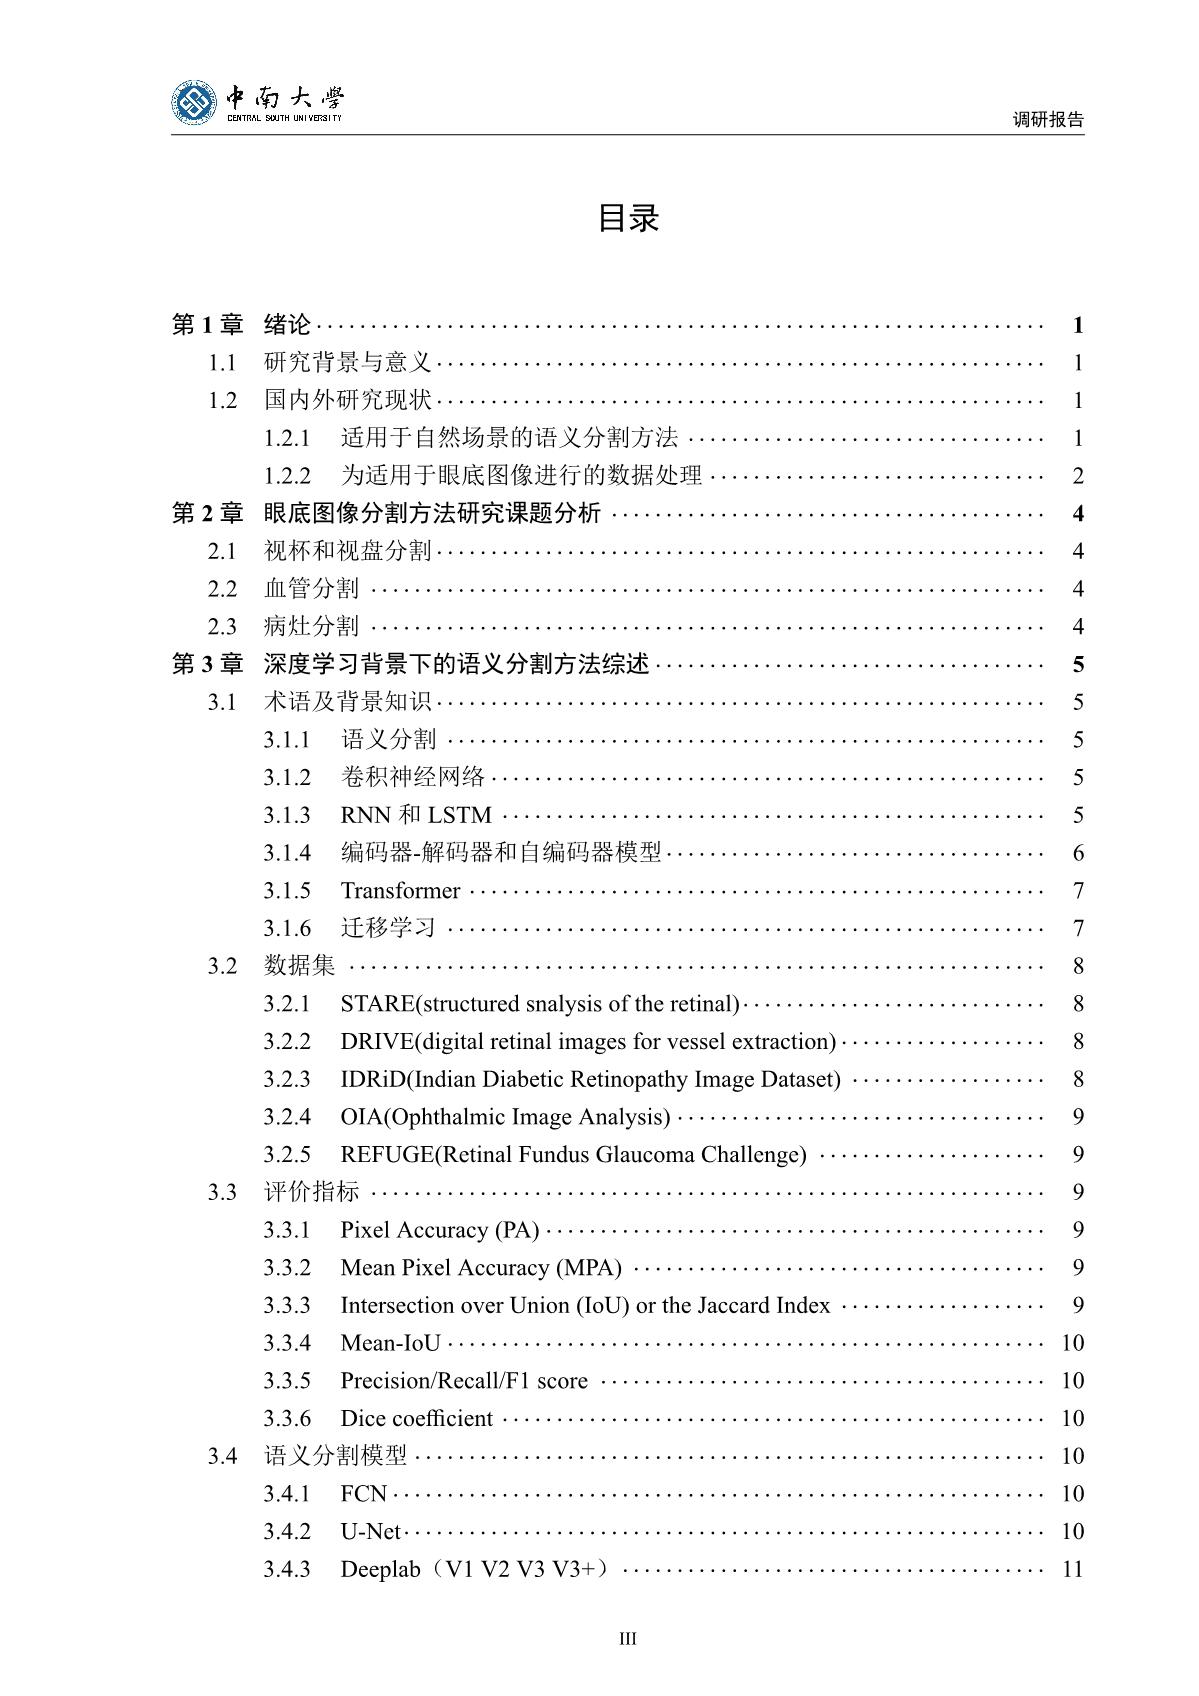 中南大學
CENTRAL SOUTH UNIVERSITY
调研报告
目录
第 1 章 绪论 1
1.1 研究背景与意义 1
1.2 国内外研究现状 1
1.2.1 适用于自然场景的语义分割方法 1
1.2.2 为适用于眼底图像进行的数据处理 2
第 2 章 眼底图像分割方法研究课题分析 4
2.1 视杯和视盘分割 4
2.2 血管分割 4
2.3 病灶分割 4
第 3 章 深度学习背景下的语义分割方法综述 5
3.1 术语及背景知识 5
3.1.1 语义分割 5
3.1.2 卷积神经网络 5
3.1.3 RNN 和 LSTM 5
3.1.4 编码器-解码器和自编码器模型 6
3.1.5 Transformer 7
3.1.6 迁移学习 7
3.2 数据集 8
3.2.1 STARE(structured snalysis of the retinal) 8
3.2.2 DRIVE(digital retinal images for vessel extraction) 8
3.2.3 IDRiD(Indian Diabetic Retinopathy Image Dataset) 8
3.2.4 OIA(Ophthalmic Image Analysis) 9
3.2.5 REFUGE(Retinal Fundus Glaucoma Challenge) 9
3.3 评价指标 9
3.3.1 Pixel Accuracy (PA) 9
3.3.2 Mean Pixel Accuracy (MPA) 9
3.3.3 Intersection over Union (IoU) or the Jaccard Index 9
3.3.4 Mean-IoU 10
3.3.5 Precision/Recall/F1 score 10
3.3.6 Dice coefficient 10
3.4 语义分割模型 10
3.4.1 FCN 10
3.4.2 U-Net 10
3.4.3 Deeplab（V1 V2 V3 V3+） 11
III